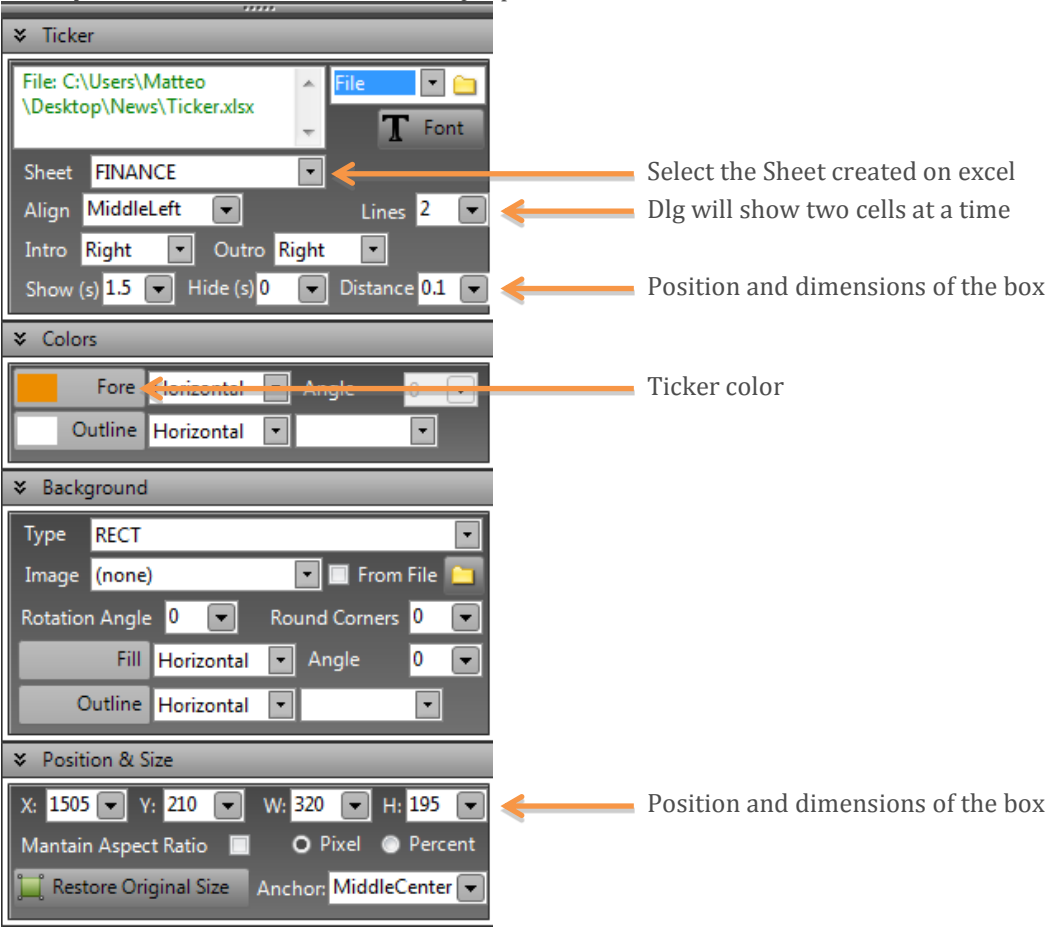 Ticker
File: C:\Users\Matteo
\Desktop\News\Ticker.xlsx
File
T Font
Sheet FINANCE
Select the Sheet created on excel
Align MiddleLeft Lines 2
Dlg will show two cells at a time
Intro Right Outro Right
Show (s) 1.5 Hide (s) 0 Distance 0.1
Position and dimensions of the box
Colors
Fore Horizontal Angle 0
Ticker color
Outline Horizontal
Background
Type RECT
Image (none) From File
Rotation Angle 0 Round Corners 0
Fill Horizontal Angle 0
Outline Horizontal
Position & Size
X: 1505 Y: 210 W: 320 H: 195
Position and dimensions of the box
Mantain Aspect Ratio Pixel Percent
Restore Original Size Anchor: MiddleCenter